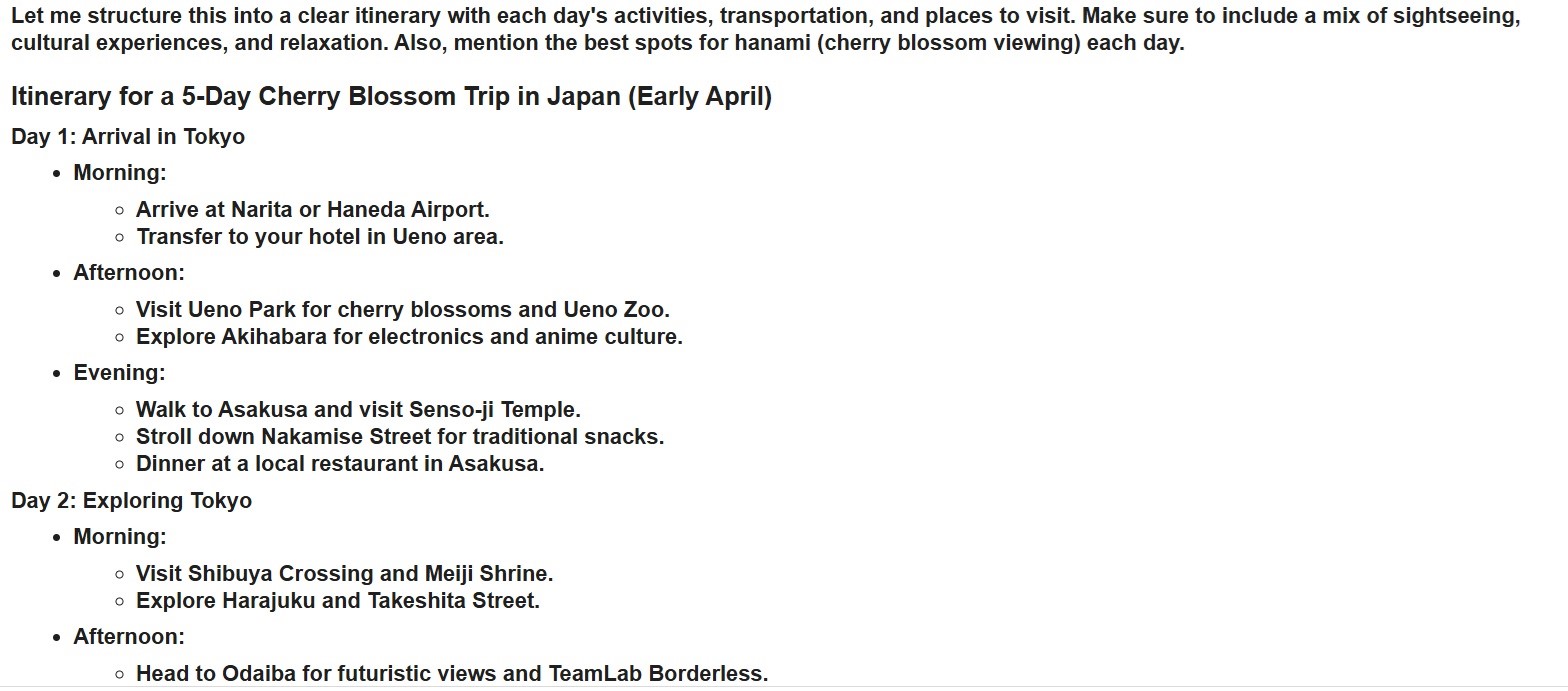 Let me structure this into a clear itinerary with each day's activities, transportation, and places to visit. Make sure to include a mix of sightseeing,
cultural experiences, and relaxation. Also, mention the best spots for hanami (cherry blossom viewing) each day.
Itinerary for a 5-Day Cherry Blossom Trip in Japan (Early April)
Day 1: Arrival in Tokyo
• Morning:
○ Arrive at Narita or Haneda Airport.
○ Transfer to your hotel in Ueno area.
• Afternoon:
○ Visit Ueno Park for cherry blossoms and Ueno Zoo.
○ Explore Akihabara for electronics and anime culture.
• Evening:
○ Walk to Asakusa and visit Senso-ji Temple.
○ Stroll down Nakamise Street for traditional snacks.
○ Dinner at a local restaurant in Asakusa.
Day 2: Exploring Tokyo
• Morning:
○ Visit Shibuya Crossing and Meiji Shrine.
○ Explore Harajuku and Takeshita Street.
• Afternoon:
○ Head to Odaiba for futuristic views and TeamLab Borderless.